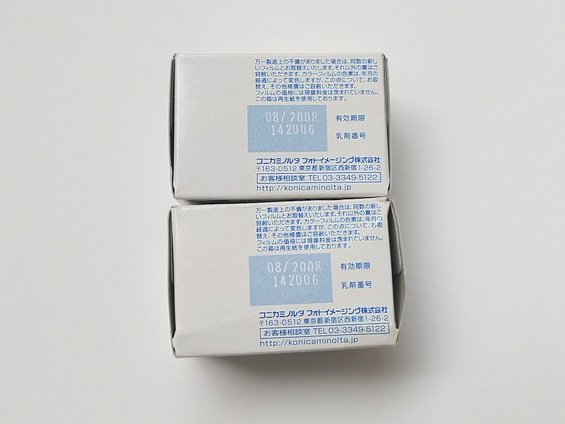 万一製造上の不備がありました場合は、同数の新し
いフィルムとお取替えいたします。それ以外の責はご
容赦いただきます。カラーフィルムの色素は、年月の
経過によって変色しますが、この点について、お取
替え、その他補償はご容赦いただきます。
フィルムの価格には現像料金は含まれていません。
この箱は再生紙を使用しております。
08/2008
142006
有効期限
乳剤番号
コニカミノルタ フォトイメージング株式会社
〒163-0512 東京都新宿区西新宿1-26-2
お客様相談室 TEL 03-3349-5122
http://konicaminolta.jp
万一製造上の不備がありました場合は、同数の新し
いフィルムとお取替えいたします。それ以外の責はご
容赦いただきます。カラーフィルムの色素は、年月の
経過によって変色しますが、この点について、お取
替え、その他補償はご容赦いただきます。
フィルムの価格には現像料金は含まれていません。
この箱は再生紙を使用しております。
08/2008
142006
有効期限
乳剤番号
コニカミノルタ フォトイメージング株式会社
〒163-0512 東京都新宿区西新宿1-26-2
お客様相談室 TEL 03-3349-5122
http://konicaminolta.jp